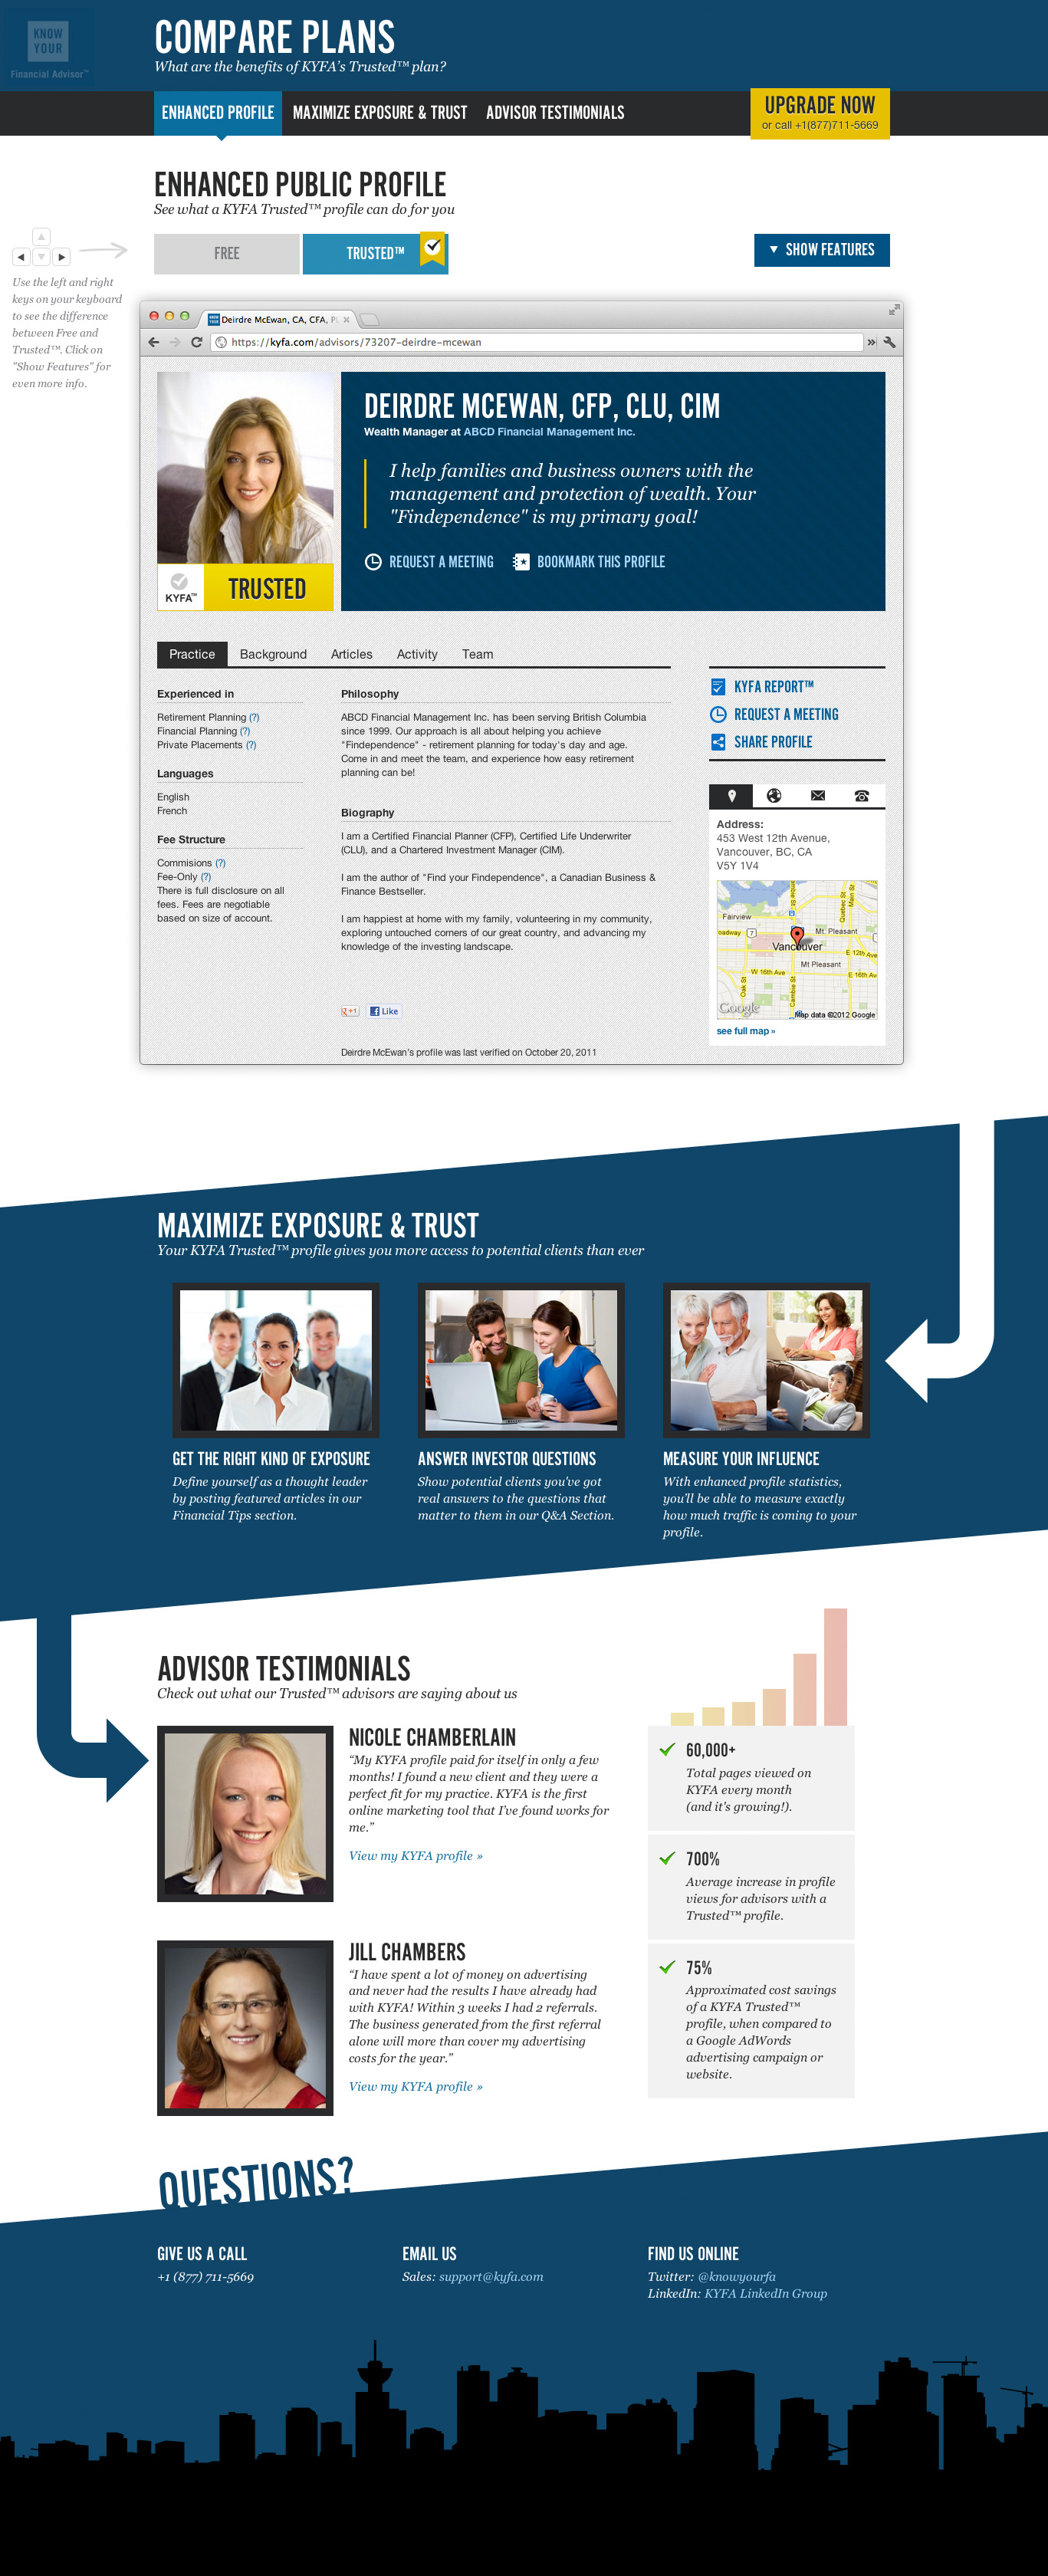 KNOW
YOUR
Financial Advisor™
COMPARE PLANS
What are the benefits of KYFA's Trusted™ plan?
ENHANCED PROFILE
MAXIMIZE EXPOSURE & TRUST
ADVISOR TESTIMONIALS
UPGRADE NOW
or call +1(877)711-5669
ENHANCED PUBLIC PROFILE
See what a KYFA Trusted™ profile can do for you
FREE
TRUSTED™
SHOW FEATURES
Use the left and right
keys on your keyboard
to see the difference
between Free and
Trusted™. Click on
"Show Features" for
even more info.
Deirdre McEwan, CA, CFA, P
https://kyfa.com/advisors/73207-deirdre-mcewan
DEIRDRE MCEWAN, CFP, CLU, CIM
Wealth Manager at ABCD Financial Management Inc.
I help families and business owners with the
management and protection of wealth. Your
"Findependence" is my primary goal!
REQUEST A MEETING
BOOKMARK THIS PROFILE
KYFA™
TRUSTED
Practice
Background
Articles
Activity
Team
Experienced in
Retirement Planning (?)
Financial Planning (?)
Private Placements (?)
Languages
English
French
Fee Structure
Commisions (?)
Fee-Only (?)
There is full disclosure on all
fees. Fees are negotiable
based on size of account.
Philosophy
ABCD Financial Management Inc. has been serving British Columbia
since 1999. Our approach is all about helping you achieve
"Findependence" - retirement planning for today's day and age.
Come in and meet the team, and experience how easy retirement
planning can be!
Biography
I am a Certified Financial Planner (CFP), Certified Life Underwriter
(CLU), and a Chartered Investment Manager (CIM).
I am the author of "Find your Findependence", a Canadian Business &
Finance Bestseller.
I am happiest at home with my family, volunteering in my community,
exploring untouched corners of our great country, and advancing my
knowledge of the investing landscape.
+1
Like
Deirdre McEwan's profile was last verified on October 20, 2011
KYFA REPORT™
REQUEST A MEETING
SHARE PROFILE
Address:
453 West 12th Avenue,
Vancouver, BC, CA
V5Y 1V4
Fairview
Quebec St
Main St
roadway
7
Mt. Pleasant
Vancouver
E 12th Ave
Mt Pleasant
W 16th Ave
E 16th Av
Oak St
Cambie St
Google
Map data ©2012 Google
see full map »
MAXIMIZE EXPOSURE & TRUST
Your KYFA Trusted™ profile gives you more access to potential clients than ever
GET THE RIGHT KIND OF EXPOSURE
Define yourself as a thought leader
by posting featured articles in our
Financial Tips section.
ANSWER INVESTOR QUESTIONS
Show potential clients you've got
real answers to the questions that
matter to them in our Q&A Section.
MEASURE YOUR INFLUENCE
With enhanced profile statistics,
you'll be able to measure exactly
how much traffic is coming to your
profile.
ADVISOR TESTIMONIALS
Check out what our Trusted™ advisors are saying about us
NICOLE CHAMBERLAIN
“My KYFA profile paid for itself in only a few
months! I found a new client and they were a
perfect fit for my practice. KYFA is the first
online marketing tool that I've found works for
me.”
View my KYFA profile »
JILL CHAMBERS
“I have spent a lot of money on advertising
and never had the results I have already had
with KYFA! Within 3 weeks I had 2 referrals.
The business generated from the first referral
alone will more than cover my advertising
costs for the year.”
View my KYFA profile »
60,000+
Total pages viewed on
KYFA every month
(and it's growing!).
700%
Average increase in profile
views for advisors with a
Trusted™ profile.
75%
Approximated cost savings
of a KYFA Trusted™
profile, when compared to
a Google AdWords
advertising campaign or
website.
QUESTIONS?
GIVE US A CALL
+1 (877) 711-5669
EMAIL US
Sales: support@kyfa.com
FIND US ONLINE
Twitter: @knowyourfa
LinkedIn: KYFA LinkedIn Group